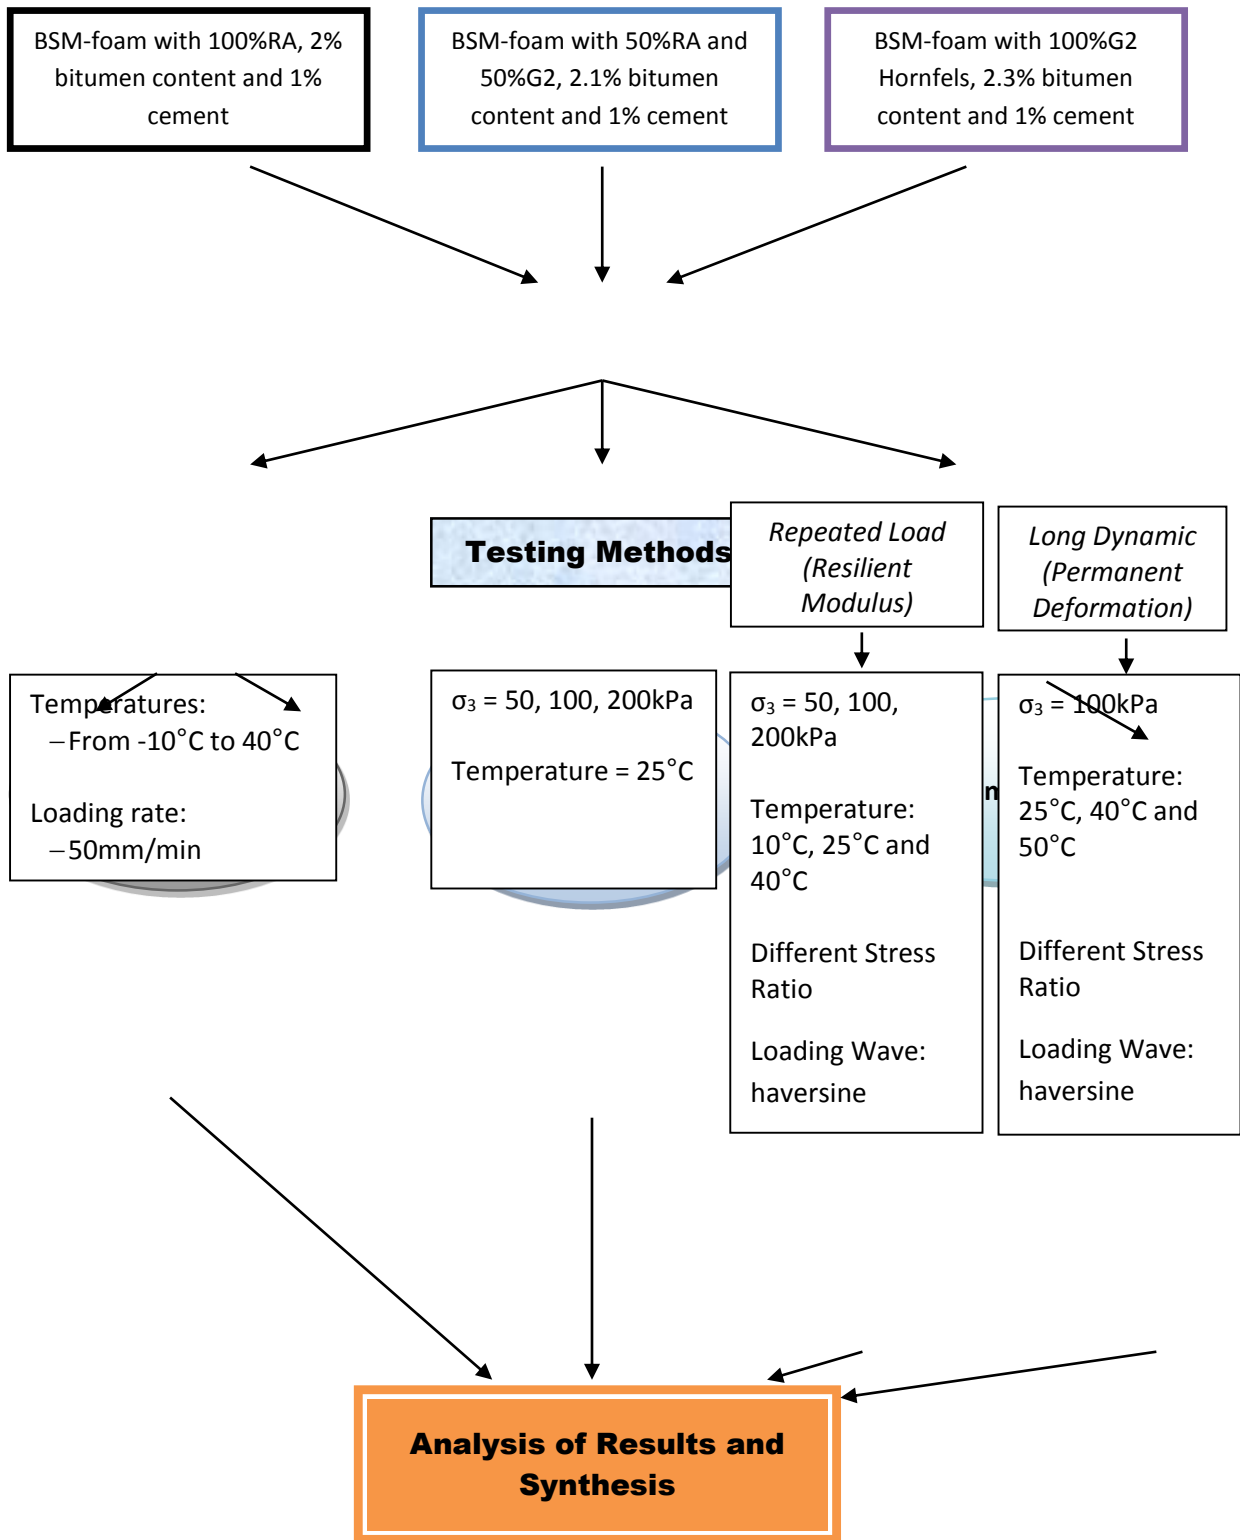 BSM-foam with 100%RA, 2%
bitumen content and 1%
cement
BSM-foam with 50%RA and
50%G2, 2.1% bitumen
content and 1% cement
BSM-foam with 100%G2
Hornfels, 2.3% bitumen
content and 1% cement
Testing Methods
Repeated Load
(Resilient
Modulus)
Long Dynamic
(Permanent
Deformation)
Temperatures:
–From -10°C to 40°C
Loading rate:
–50mm/min
σ₃ = 50, 100, 200kPa
Temperature = 25°C
σ₃ = 50, 100,
200kPa
Temperature:
10°C, 25°C and
40°C
Different Stress
Ratio
Loading Wave:
haversine
σ₃ = 100kPa
Temperature:
25°C, 40°C and
50°C
Different Stress
Ratio
Loading Wave:
haversine
Analysis of Results and
Synthesis